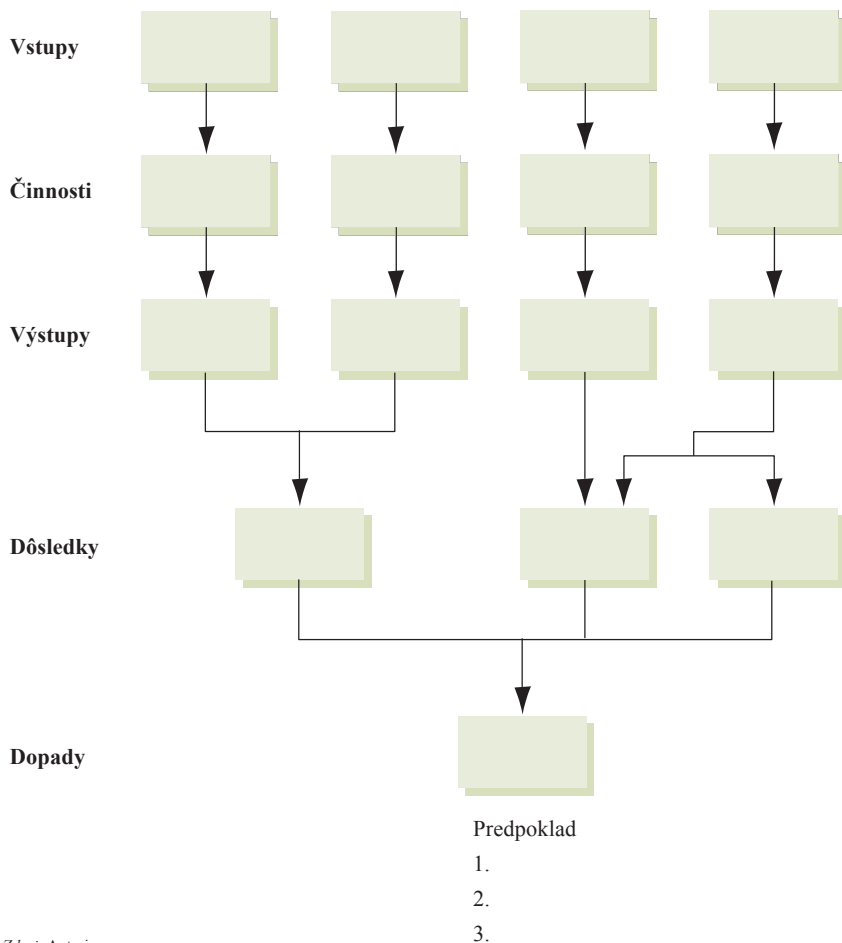 Vstupy
Činnosti
Výstupy
Dôsledky
Dopady
Predpoklad
1.
2.
3.